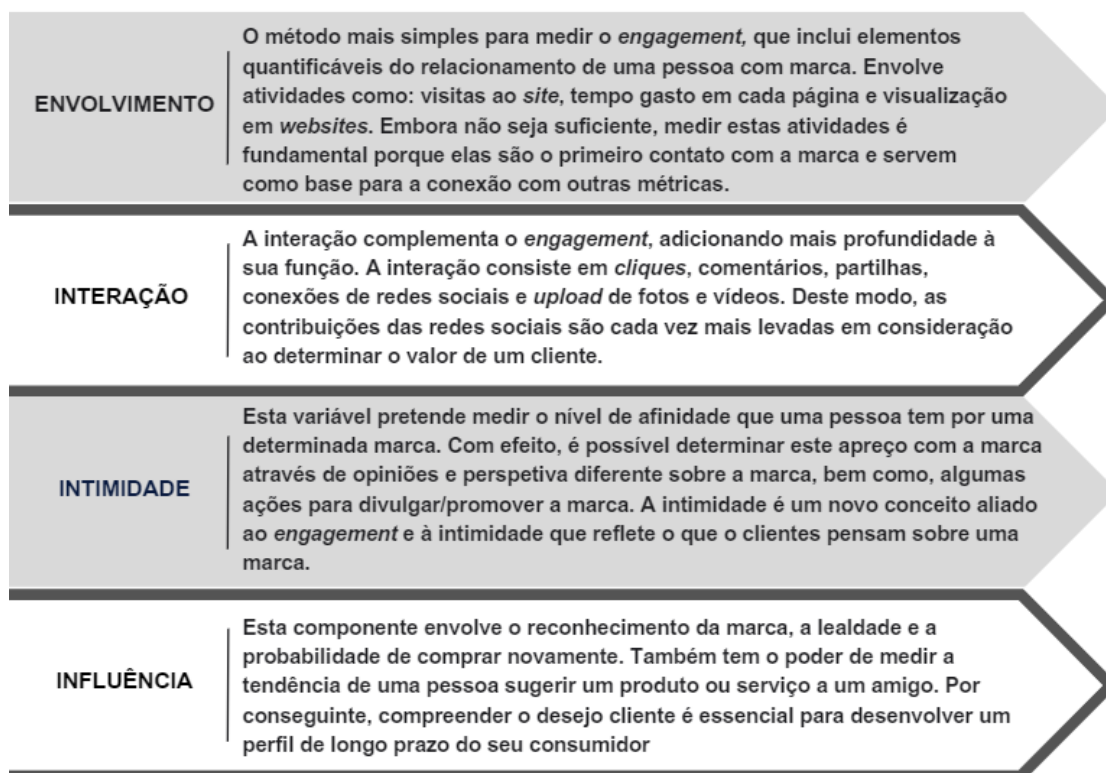 ENVOLVIMENTO
O método mais simples para medir o engagement, que inclui elementos
quantificáveis do relacionamento de uma pessoa com marca. Envolve
atividades como: visitas ao site, tempo gasto em cada página e visualização
em websites. Embora não seja suficiente, medir estas atividades é
fundamental porque elas são o primeiro contato com a marca e servem
como base para a conexão com outras métricas.
INTERAÇÃO
A interação complementa o engagement, adicionando mais profundidade à
sua função. A interação consiste em cliques, comentários, partilhas,
conexões de redes sociais e upload de fotos e vídeos. Deste modo, as
contribuições das redes sociais são cada vez mais levadas em consideração
ao determinar o valor de um cliente.
INTIMIDADE
Esta variável pretende medir o nível de afinidade que uma pessoa tem por uma
determinada marca. Com efeito, é possível determinar este apreço com a marca
através de opiniões e perspetiva diferente sobre a marca, bem como, algumas
ações para divulgar/promover a marca. A intimidade é um novo conceito aliado
ao engagement e à intimidade que reflete o que o clientes pensam sobre uma
marca.
INFLUÊNCIA
Esta componente envolve o reconhecimento da marca, a lealdade e a
probabilidade de comprar novamente. Também tem o poder de medir a
tendência de uma pessoa sugerir um produto ou serviço a um amigo. Por
conseguinte, compreender o desejo cliente é essencial para desenvolver um
perfil de longo prazo do seu consumidor